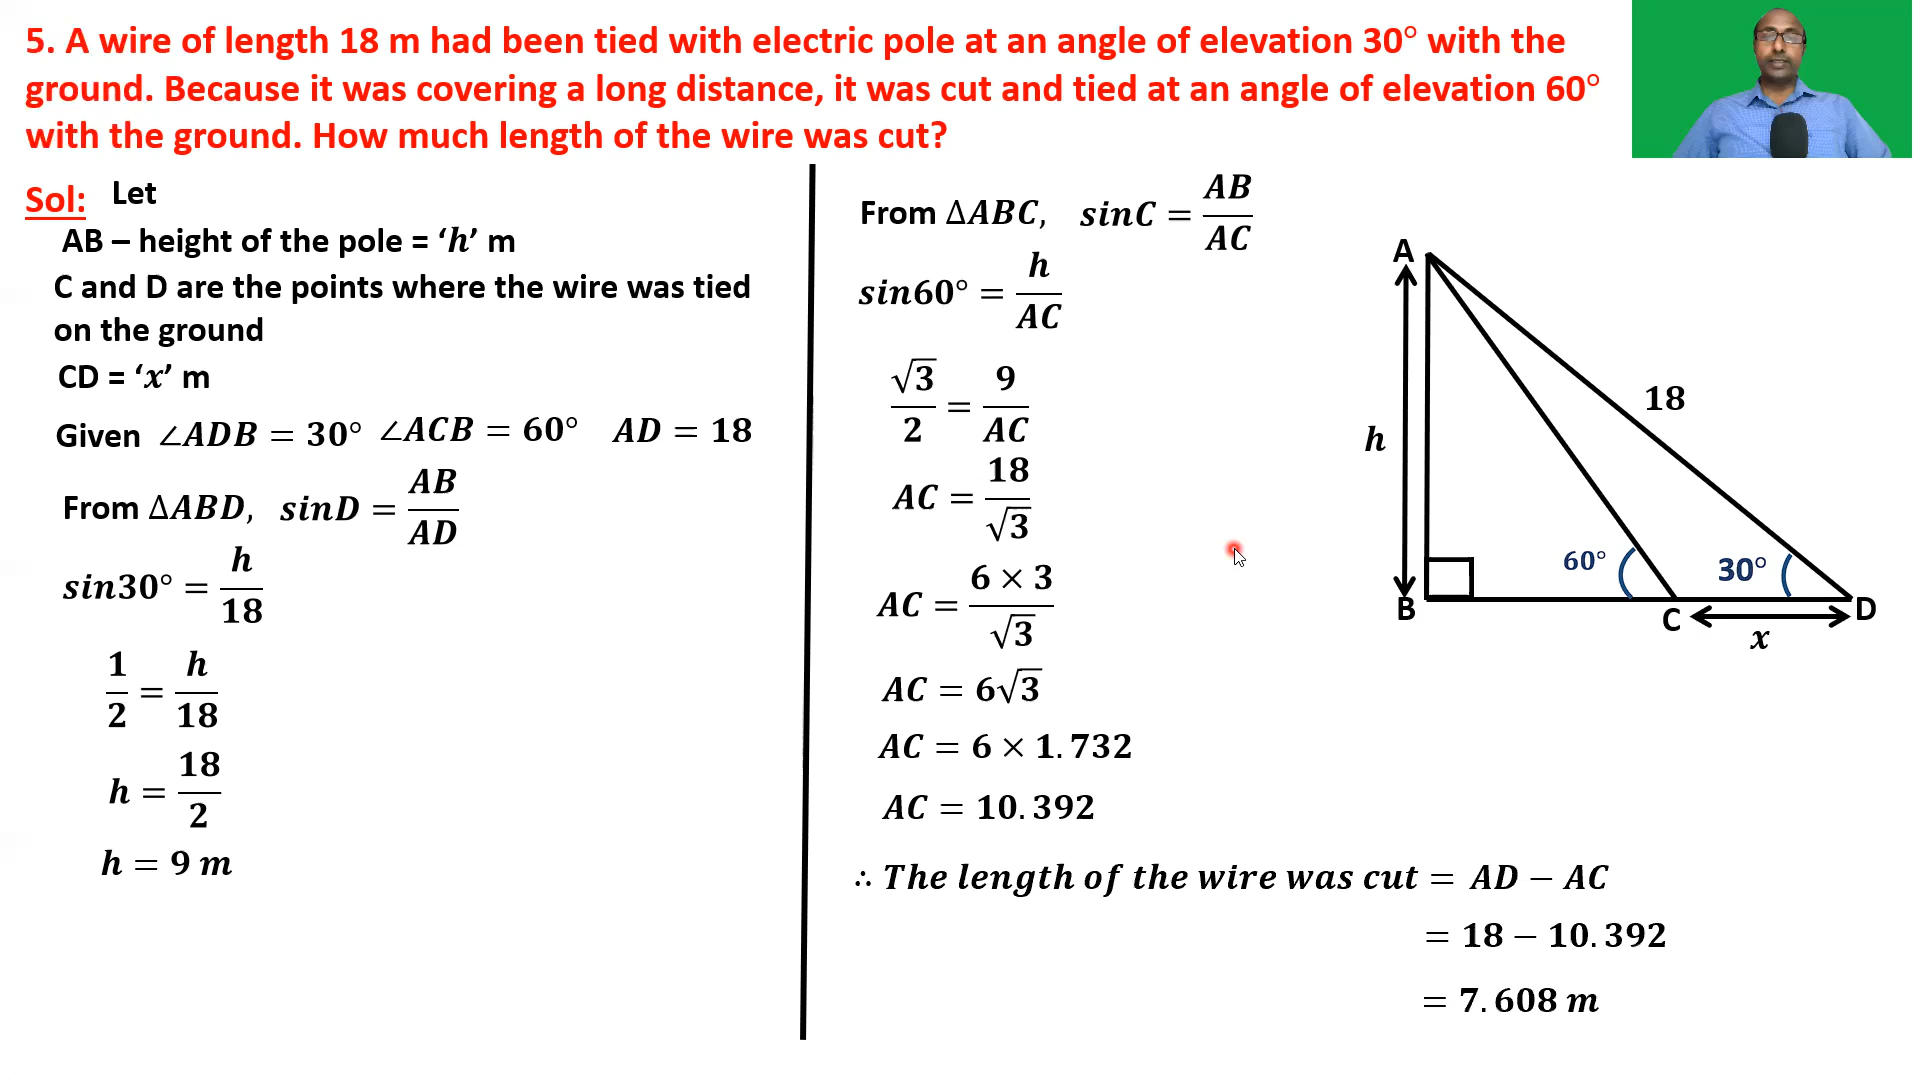 5. A wire of length 18 m had been tied with electric pole at an angle of elevation 30° with the
ground. Because it was covering a long distance, it was cut and tied at an angle of elevation 60°
with the ground. How much length of the wire was cut?
Sol: Let
AB – height of the pole = ‘h’ m
C and D are the points where the wire was tied
on the ground
CD = ‘x’ m
Given ∠ADB = 30° ∠ACB = 60° AD = 18
From ΔABD, sinD = AB/AD
sin30° = h/18
1/2 = h/18
h = 18/2
h = 9 m
From ΔABC, sinC = AB/AC
sin60° = h/AC
√3/2 = 9/AC
AC = 18/√3
AC = 6 × 3/√3
AC = 6√3
AC = 6 × 1.732
AC = 10.392
∴ The length of the wire was cut = AD − AC
= 18 − 10.392
= 7.608 m
A
18
h
60°
30°
B
C
D
x